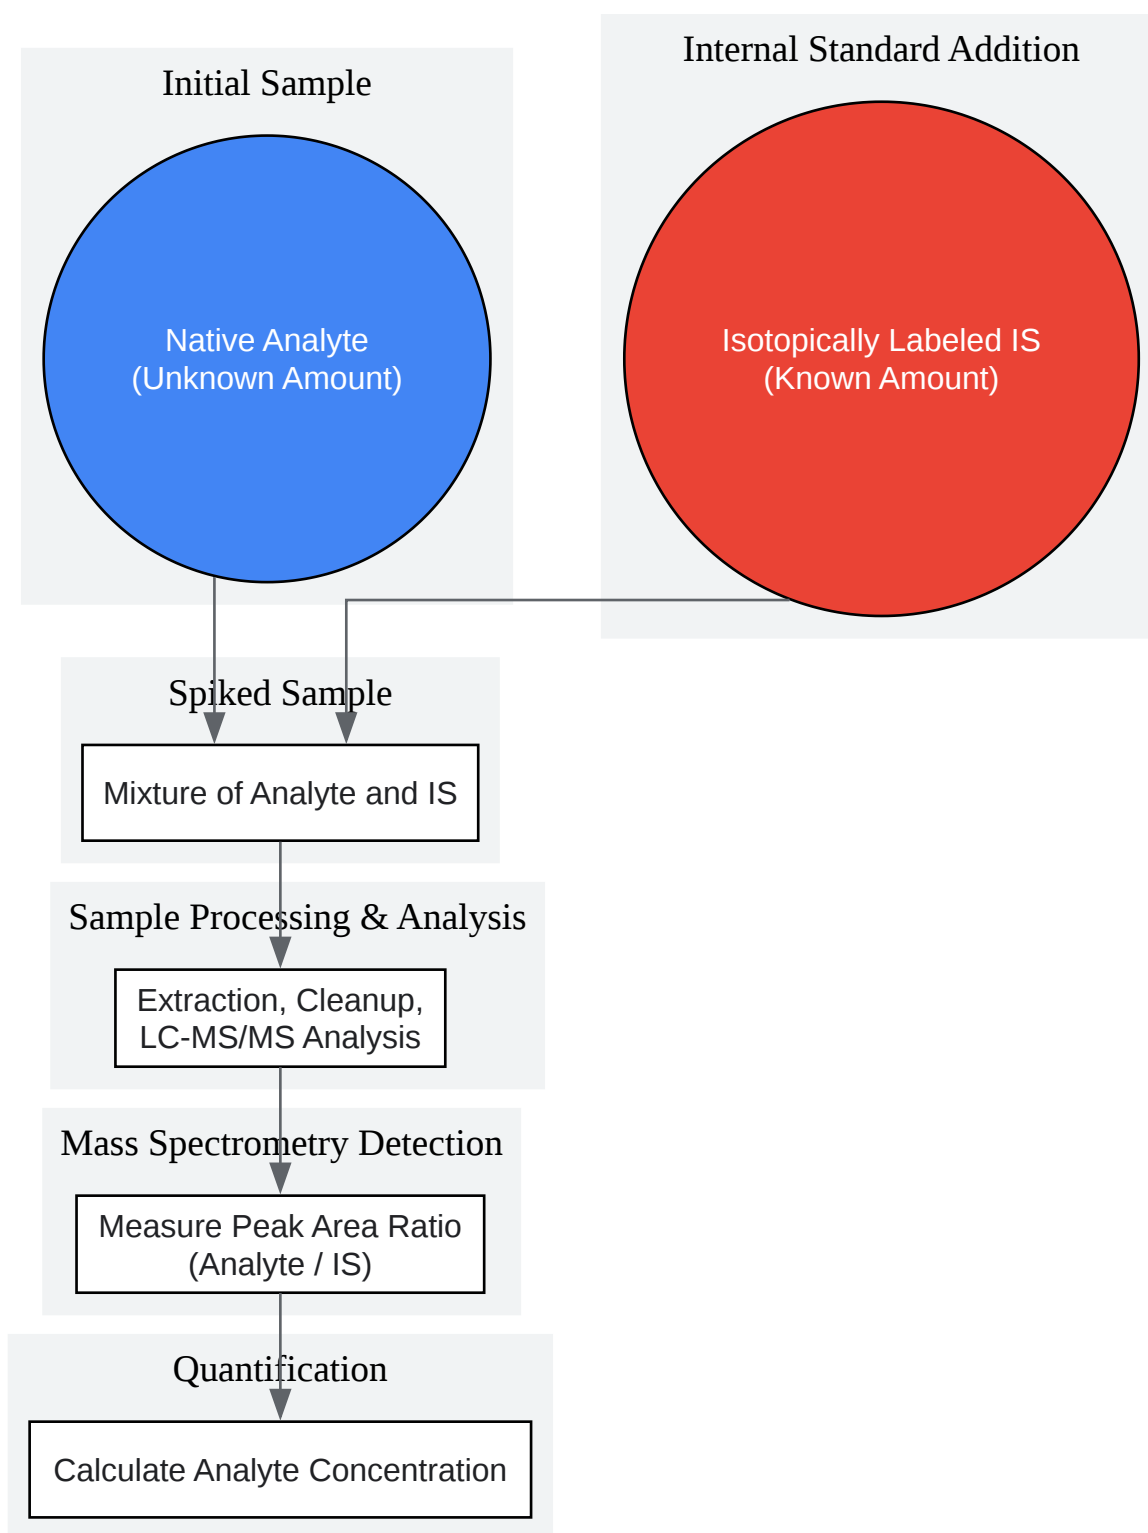 Initial Sample
Native Analyte
(Unknown Amount)
Internal Standard Addition
Isotopically Labeled IS
(Known Amount)
Spiked Sample
Mixture of Analyte and IS
Sample Processing & Analysis
Extraction, Cleanup,
LC-MS/MS Analysis
Mass Spectrometry Detection
Measure Peak Area Ratio
(Analyte / IS)
Quantification
Calculate Analyte Concentration